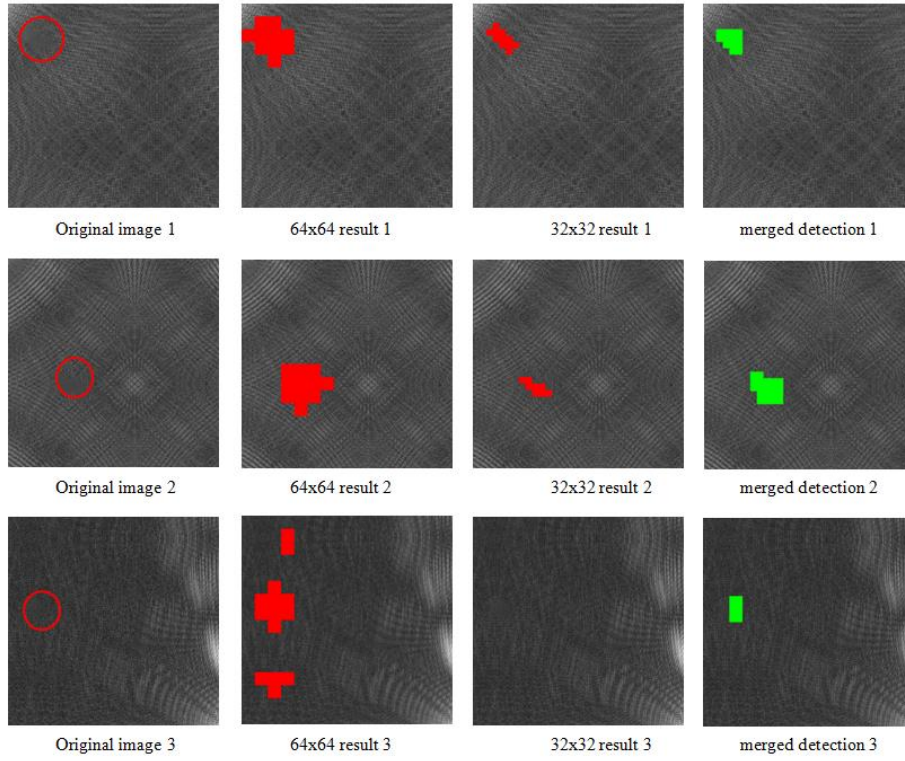 Original image 1
64x64 result 1
32x32 result 1
merged detection 1
Original image 2
64x64 result 2
32x32 result 2
merged detection 2
Original image 3
64x64 result 3
32x32 result 3
merged detection 3